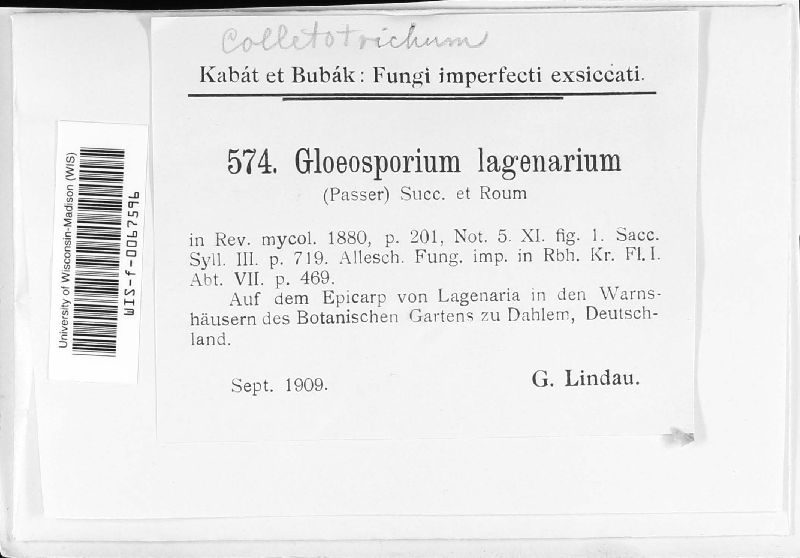 Colletotrichum
Kabát et Bubák: Fungi imperfecti exsiccati.
574. Gloeosporium lagenarium
(Passer) Succ. et Roum
in Rev. mycol. 1880, p. 201, Not. 5. XI. fig. 1. Sacc.
Syll. III. p. 719. Allesch. Fung. imp. in Rbh. Kr. Fl. I.
Abt. VII. p. 469.
Auf dem Epicarp von Lagenaria in den Warns-
häusern des Botanischen Gartens zu Dahlem, Deutsch-
land.
Sept. 1909.
G. Lindau.
University of Wisconsin-Madison (WIS)
WIS-f-0067596